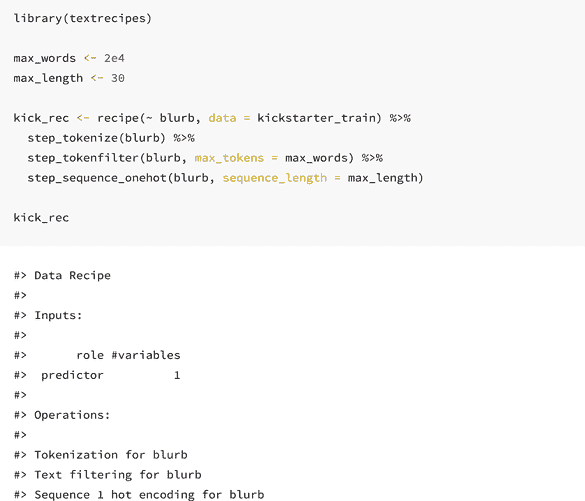 library(textrecipes)
max_words <- 2e4
max_length <- 30
kick_rec <- recipe(~ blurb, data = kickstarter_train) %>%
  step_tokenize(blurb) %>%
  step_tokenfilter(blurb, max_tokens = max_words) %>%
  step_sequence_onehot(blurb, sequence_length = max_length)
kick_rec
#> Data Recipe
#>
#> Inputs:
#>
#>       role #variables
#>  predictor          1
#>
#> Operations:
#>
#> Tokenization for blurb
#> Text filtering for blurb
#> Sequence 1 hot encoding for blurb